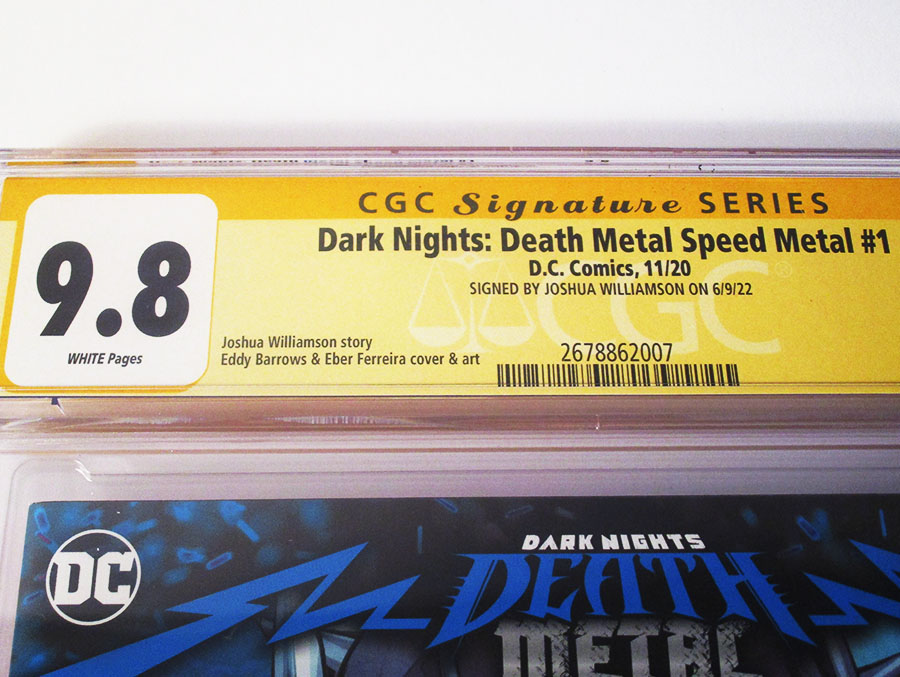 CGC Signature SERIES
Dark Nights: Death Metal Speed Metal #1
D.C. Comics, 11/20
SIGNED BY JOSHUA WILLIAMSON ON 6/9/22
9.8
WHITE Pages
Joshua Williamson story
Eddy Barrows & Eber Ferreira cover & art
2678862007
CGC®
DC
DARK NIGHTS
DEATH
METAL